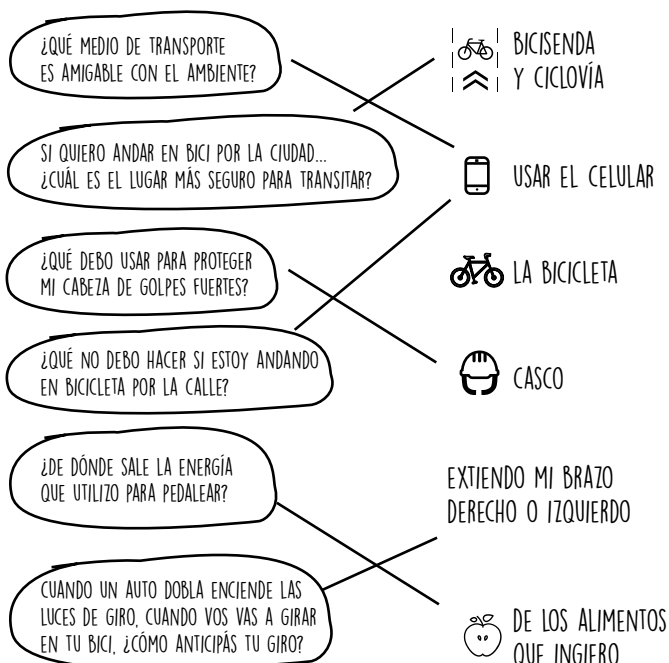 ¿QUÉ MEDIO DE TRANSPORTE
ES AMIGABLE CON EL AMBIENTE?
SI QUIERO ANDAR EN BICI POR LA CIUDAD...
¿CUÁL ES EL LUGAR MÁS SEGURO PARA TRANSITAR?
¿QUÉ DEBO USAR PARA PROTEGER
MI CABEZA DE GOLPES FUERTES?
¿QUÉ NO DEBO HACER SI ESTOY ANDANDO
EN BICICLETA POR LA CALLE?
¿DE DÓNDE SALE LA ENERGÍA
QUE UTILIZO PARA PEDALEAR?
CUANDO UN AUTO DOBLA ENCIENDE LAS
LUCES DE GIRO, CUANDO VOS VAS A GIRAR
EN TU BICI, ¿CÓMO ANTICIPÁS TU GIRO?
BICISENDA
Y CICLOVÍA
USAR EL CELULAR
LA BICICLETA
CASCO
EXTIENDO MI BRAZO
DERECHO O IZQUIERDO
DE LOS ALIMENTOS
QUE INGIERO